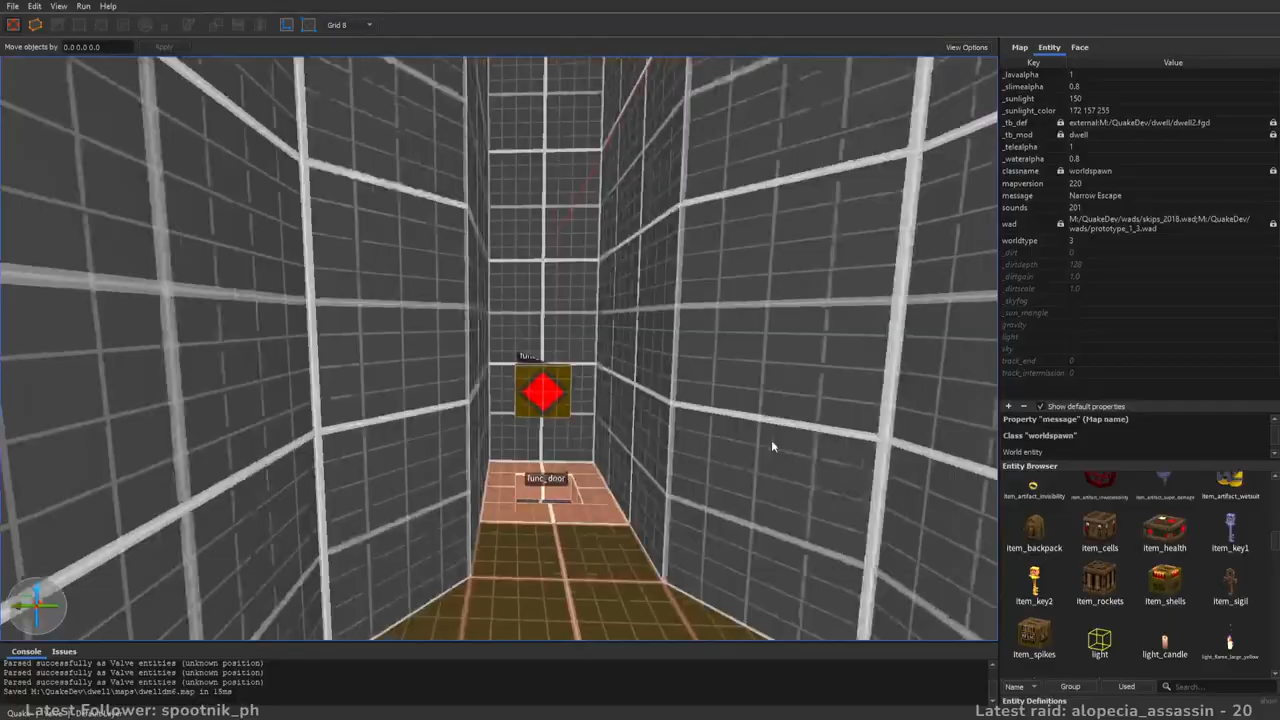 File Edit View Run Help
Grid 8
Move objects by 0.0 0.0 0.0 Apply View Options
Map Entity Face
Key Value
_lavaalpha 1
_slimealpha 0.8
_sunlight 150
_sunlight_color 172 157 255
_tb_def external:M:/QuakeDev/dwell/dwell2.fgd
_tb_mod dwell
_telealpha 1
_wateralpha 0.8
classname worldspawn
mapversion 220
message Narrow Escape
sounds 201
wad M:/QuakeDev/wads/skips_2018.wad;M:/QuakeDev/
wads/prototype_1_3.wad
worldtype 3
_dirt 0
_dirtdepth 128
_dirtgain 1.0
_dirtscale 1.0
_skyfog
_sun_mangle
gravity
light
sky
track_end 0
track_intermission 0
Show default properties
Property "message" (Map name)
Class "worldspawn"
World entity
Entity Browser
item_artifact_invisibility item_artifact_invulnerability item_artifact_super_damage item_artifact_wetsuit
item_backpack item_cells item_health item_key1
item_key2 item_rockets item_shells item_sigil
item_spikes light light_candle light_flame_large_yellow
Name Group Used Search...
Entity Definitions
func_door
Console Issues
Parsed successfully as Valve entities (unknown position)
Parsed successfully as Valve entities (unknown position)
Parsed successfully as Valve entities (unknown position)
Saved M:\QuakeDev\dwell\maps\dwelldm6.map in 15ms
Latest Follower: spootnik_ph
Latest raid: alopecia_assassin - 20